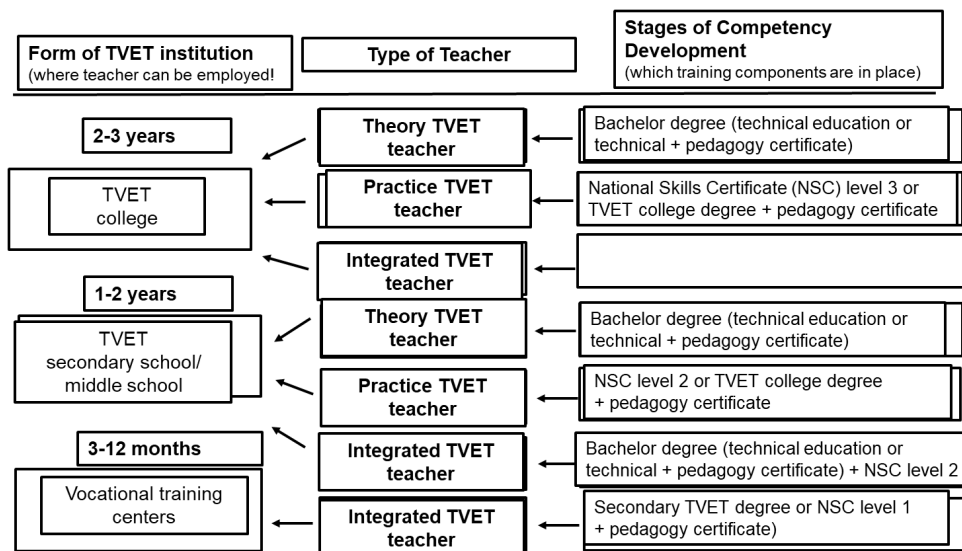 Form of TVET institution
(where teacher can be employed!
Type of Teacher
Stages of Competency
Development
(which training components are in place)
2-3 years
TVET
college
Theory TVET
teacher
Bachelor degree (technical education or
technical + pedagogy certificate)
Practice TVET
teacher
National Skills Certificate (NSC) level 3 or
TVET college degree + pedagogy certificate
Integrated TVET
teacher
1-2 years
TVET
secondary school/
middle school
Theory TVET
teacher
Bachelor degree (technical education or
technical + pedagogy certificate)
Practice TVET
teacher
NSC level 2 or TVET college degree
+ pedagogy certificate
Integrated TVET
teacher
Bachelor degree (technical education or
technical + pedagogy certificate) + NSC level 2
3-12 months
Vocational training
centers
Integrated TVET
teacher
Secondary TVET degree or NSC level 1
+ pedagogy certificate)